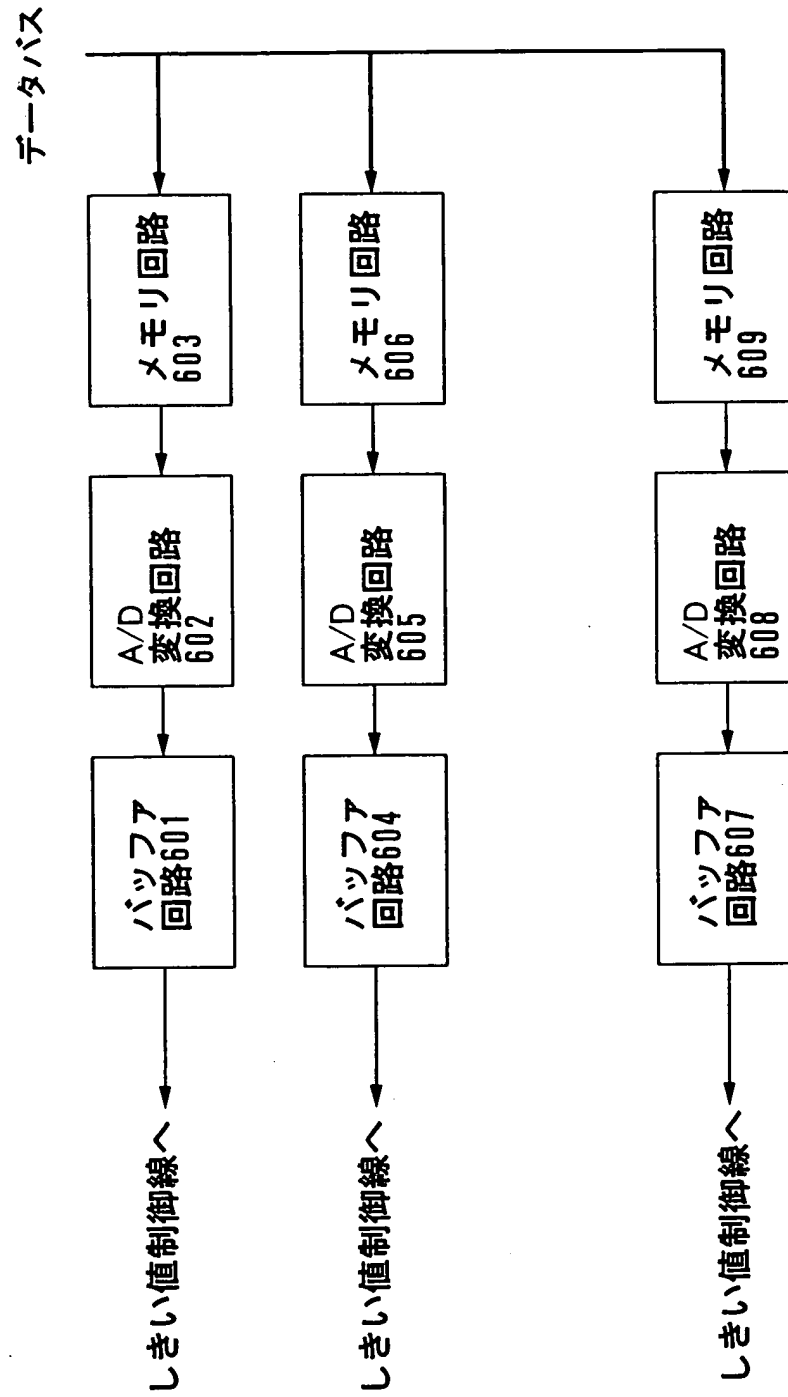 データバス
メモリ回路
603
A/D
変換回路
602
バッファ
回路601
しきい値制御線へ
メモリ回路
606
A/D
変換回路
605
バッファ
回路604
しきい値制御線へ
メモリ回路
609
A/D
変換回路
608
バッファ
回路607
しきい値制御線へ